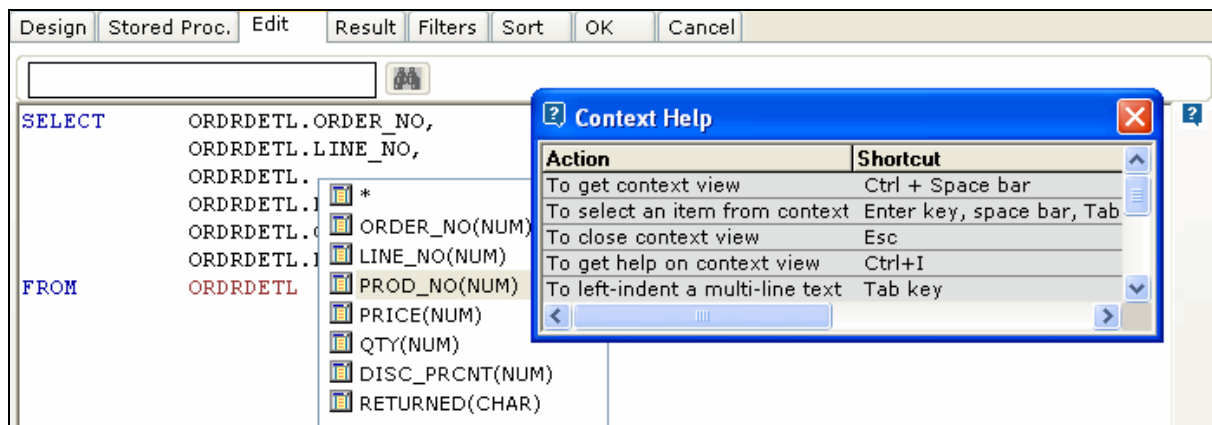 Design Stored Proc. Edit Result Filters Sort OK Cancel
SELECT ORDRDETL.ORDER_NO,
ORDRDETL.LINE_NO,
ORDRDETL.
ORDRDETL.
ORDRDETL.
ORDRDETL.
FROM ORDRDETL
*
ORDER_NO(NUM)
LINE_NO(NUM)
PROD_NO(NUM)
PRICE(NUM)
QTY(NUM)
DISC_PRCNT(NUM)
RETURNED(CHAR)
Context Help
Action Shortcut
To get context view Ctrl + Space bar
To select an item from context Enter key, space bar, Tab
To close context view Esc
To get help on context view Ctrl+I
To left-indent a multi-line text Tab key